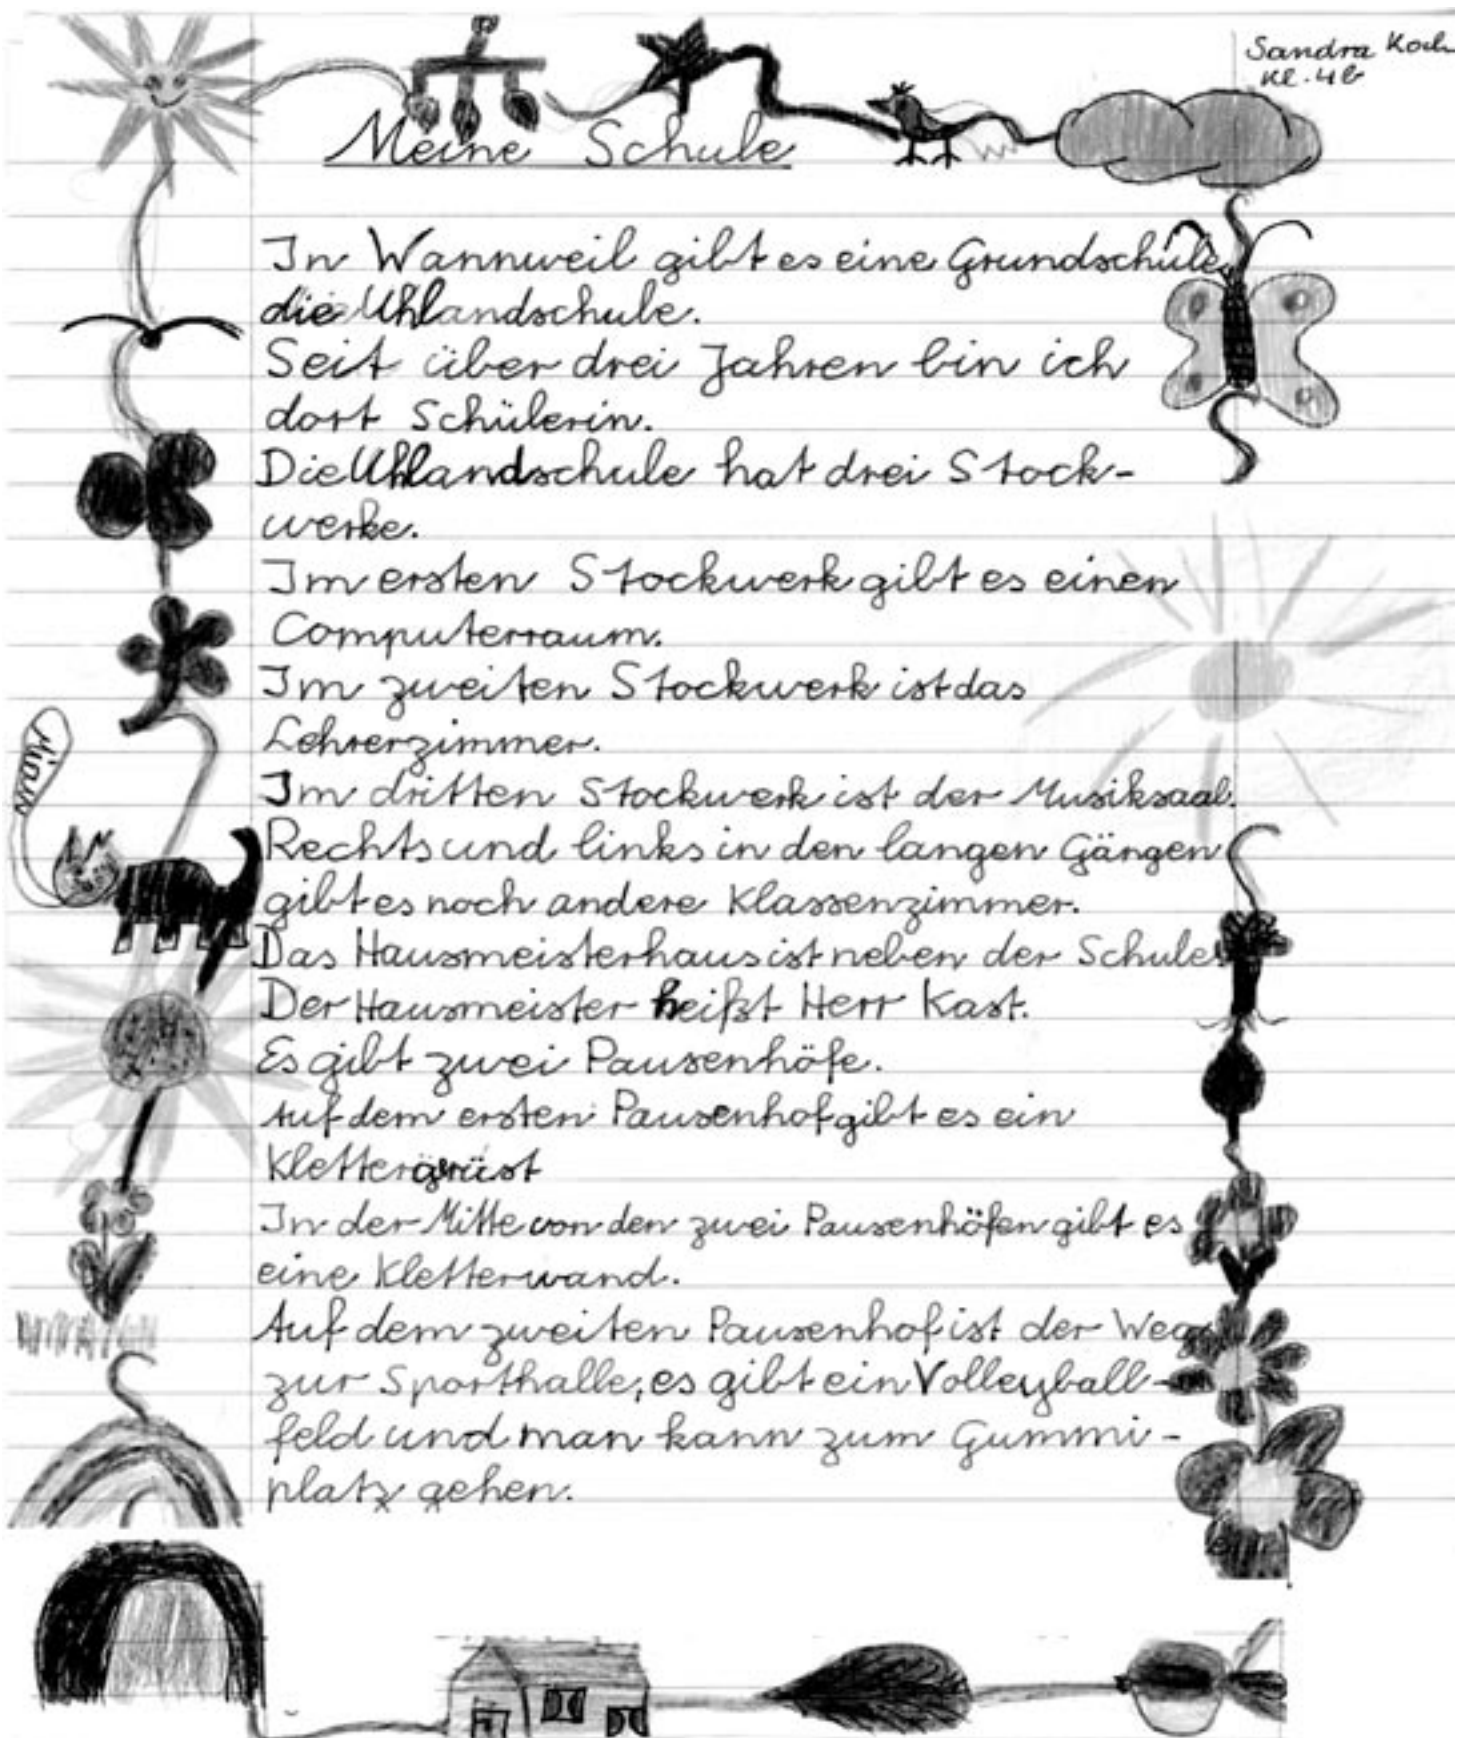 Sandra Koch
Kl. 4b
Meine Schule
In Wannweil gibt es eine Grundschule,
die Uhlandschule.
Seit über drei Jahren bin ich
dort Schülerin.
Die Uhlandschule hat drei Stock-
werke.
Im ersten Stockwerk gibt es einen
Computerraum.
Im zweiten Stockwerk ist das
Lehrerzimmer.
Miauu
Im dritten Stockwerk ist der Musiksaal.
Rechts und links in den langen Gängen
gibt es noch andere Klassenzimmer.
Das Hausmeisterhaus ist neben der Schule.
Der Hausmeister heißt Herr Kast.
Es gibt zwei Pausenhöfe.
Auf dem ersten Pausenhof gibt es ein
Klettergerüst
In der Mitte von den zwei Pausenhöfen gibt es
eine Kletterwand.
Auf dem zweiten Pausenhof ist der Weg
zur Sporthalle, es gibt ein Volleyball-
feld und man kann zum Gummi-
platz gehen.